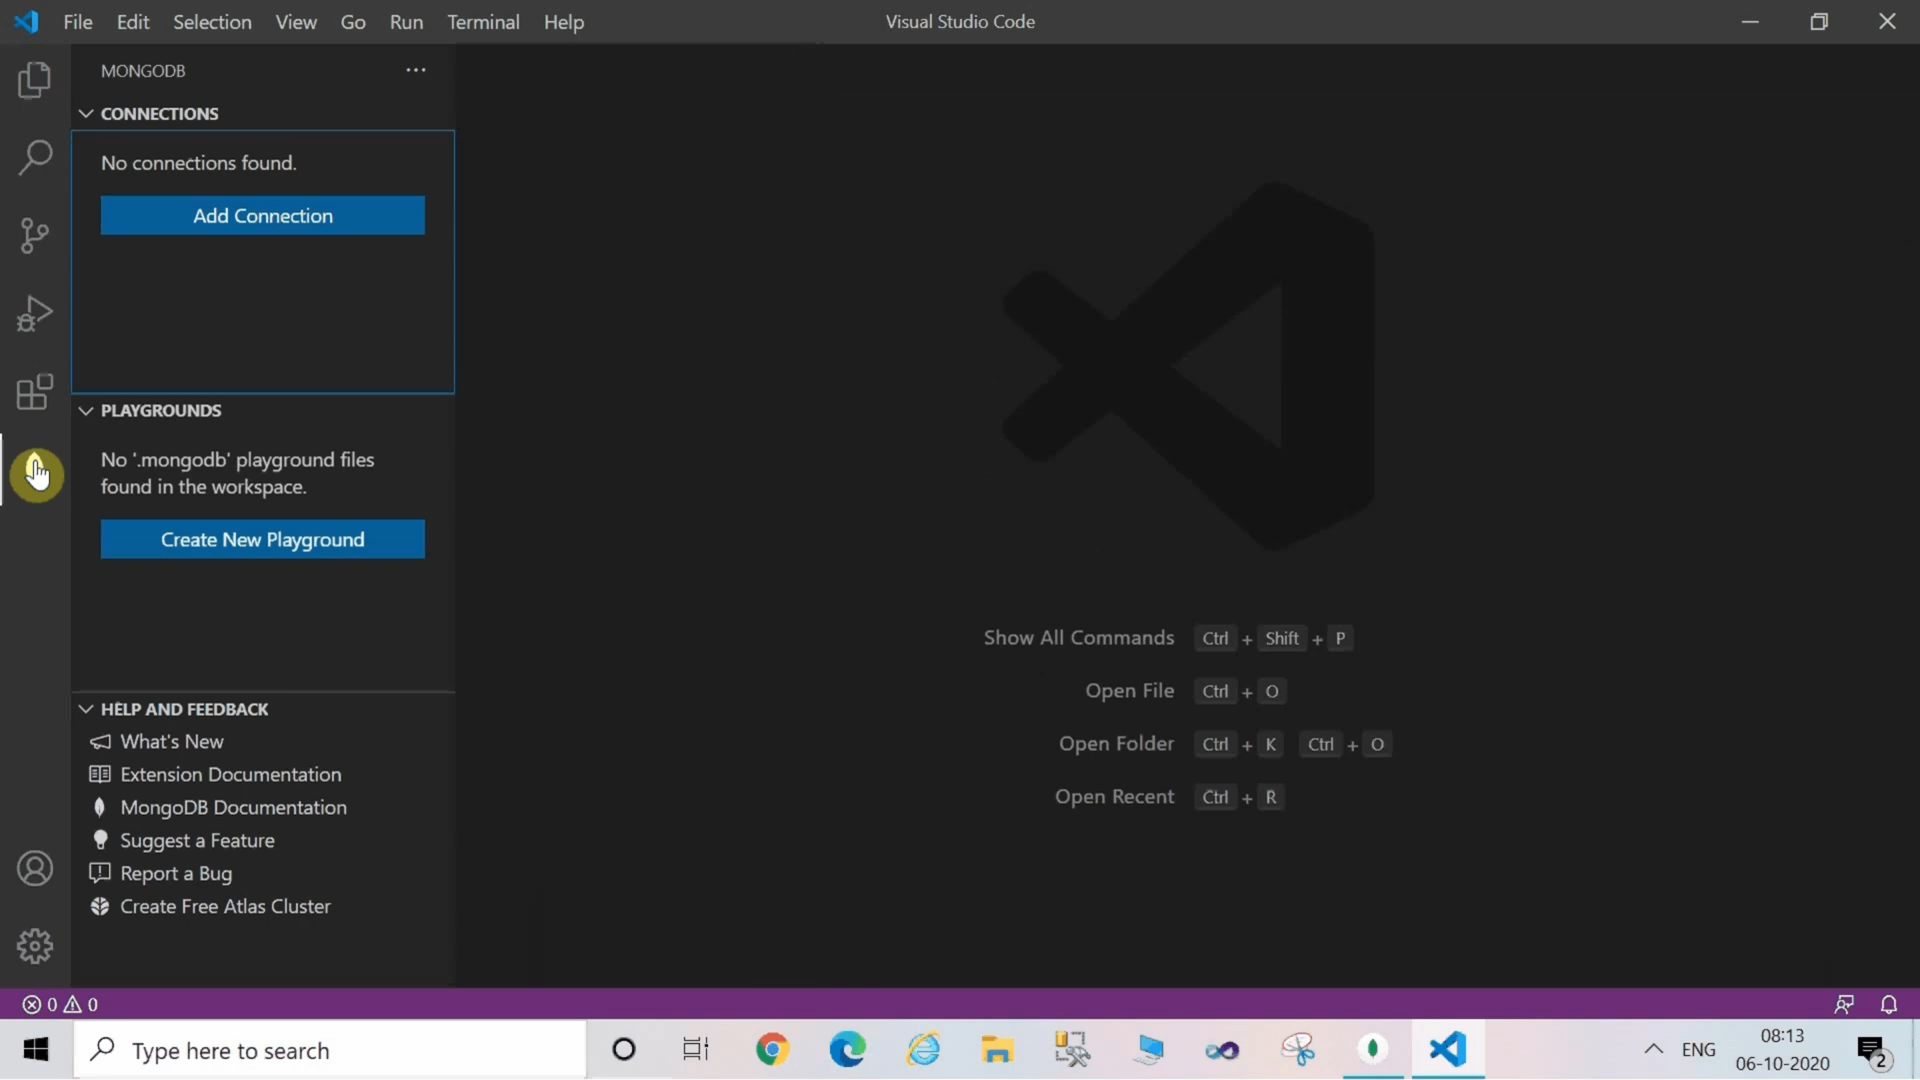 File Edit Selection View Go Run Terminal Help
Visual Studio Code
MONGODB
CONNECTIONS
No connections found.
Add Connection
PLAYGROUNDS
No '.mongodb' playground files
found in the workspace.
Create New Playground
HELP AND FEEDBACK
What's New
Extension Documentation
MongoDB Documentation
Suggest a Feature
Report a Bug
Create Free Atlas Cluster
Show All Commands Ctrl + Shift + P
Open File Ctrl + O
Open Folder Ctrl + K Ctrl + O
Open Recent Ctrl + R
0 0
Type here to search
ENG
08:13
06-10-2020
2